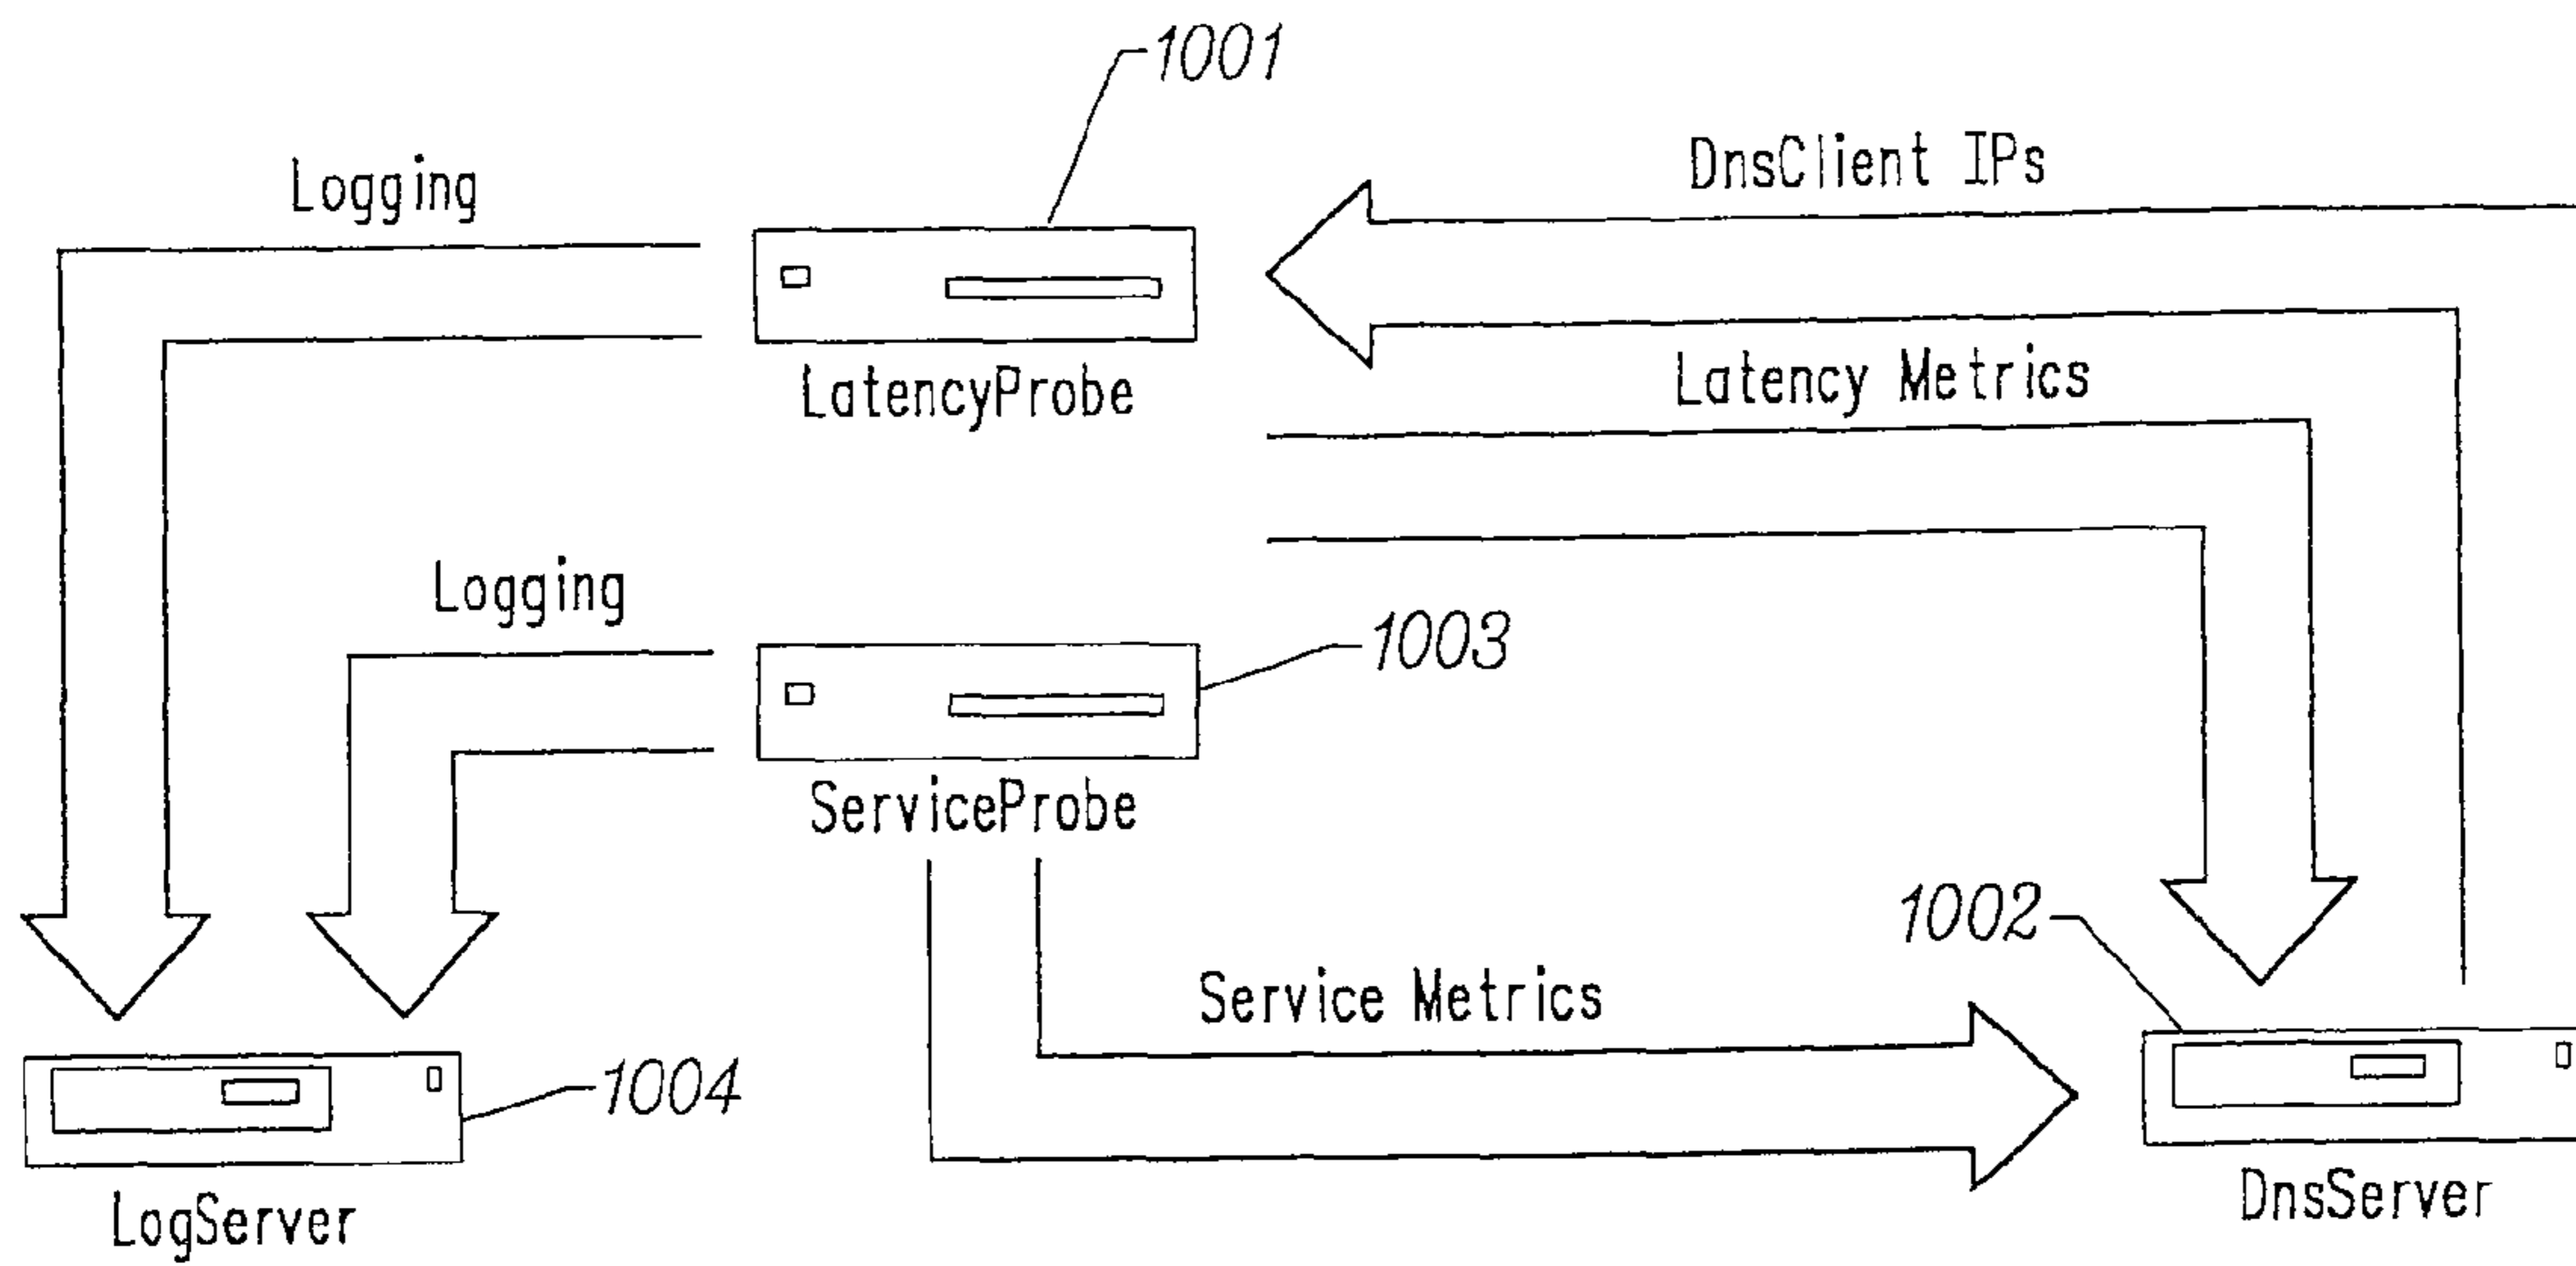 1001
Logging
DnsClient IPs
LatencyProbe
Latency Metrics
Logging
1003
ServiceProbe
1002
Service Metrics
1004
LogServer
DnsServer